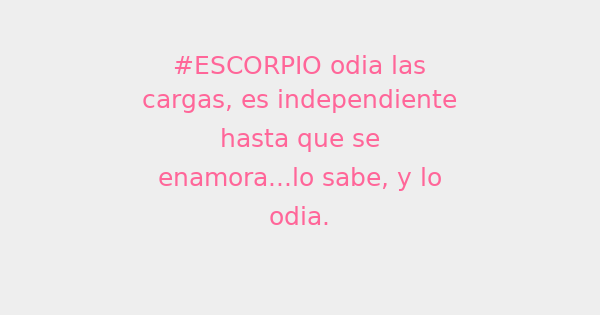 #ESCORPIO odia las
cargas, es independiente
hasta que se
enamora...lo sabe, y lo
odia.